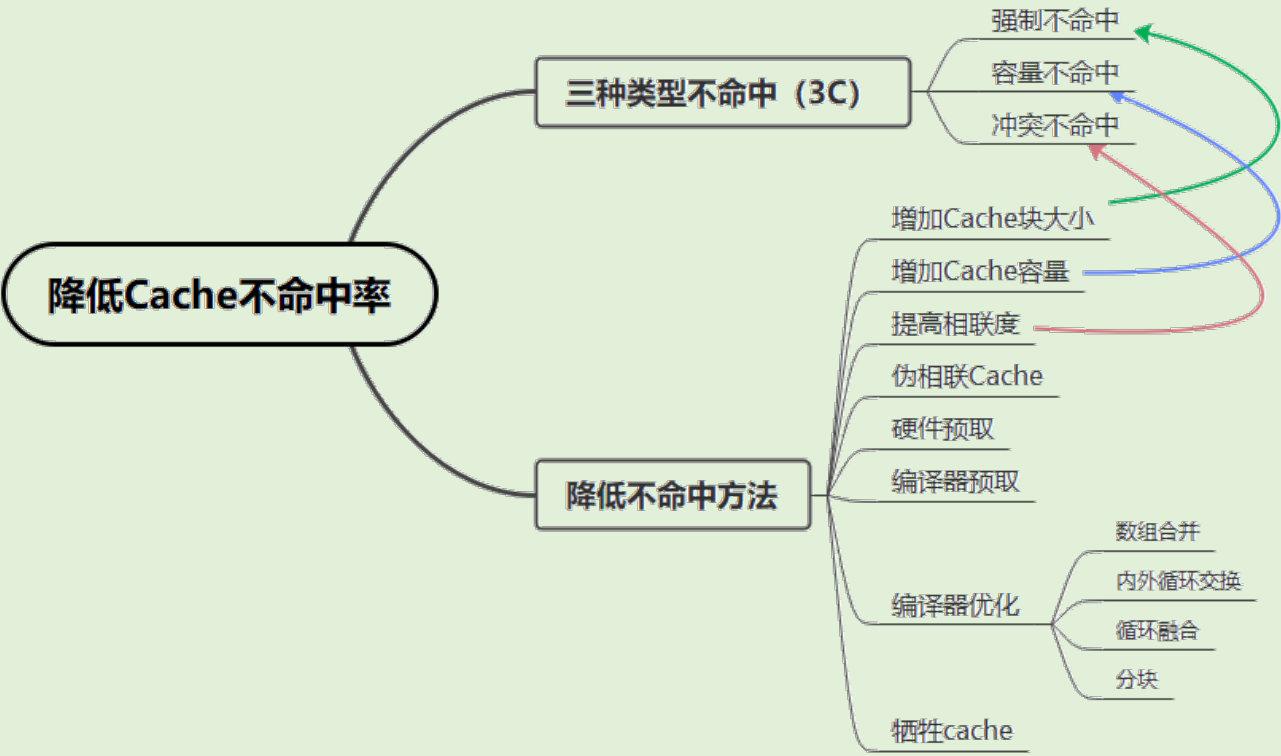 降低Cache不命中率
三种类型不命中（3C）
强制不命中
容量不命中
冲突不命中
降低不命中方法
增加Cache块大小
增加Cache容量
提高相联度
伪相联Cache
硬件预取
编译器预取
编译器优化
数组合并
内外循环交换
循环融合
分块
牺牲cache